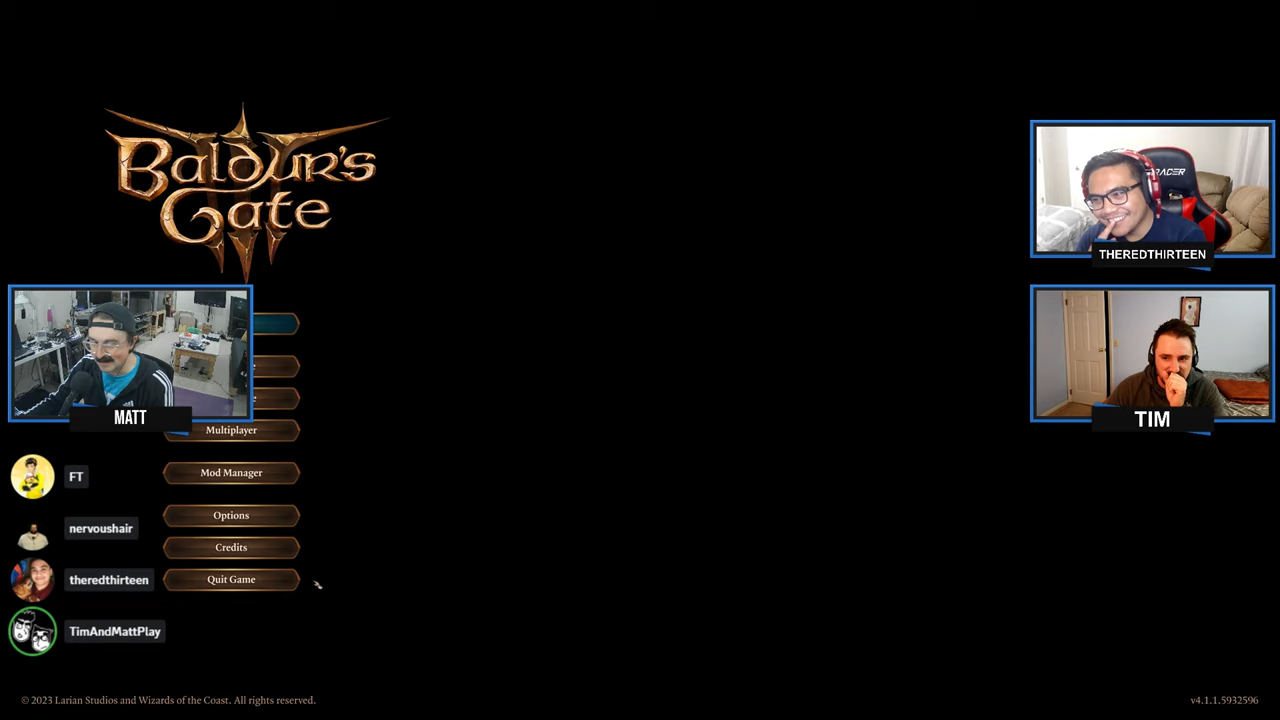 Baldur's
Gate
RACER
THEREDTHIRTEEN
MATT
TIM
Multiplayer
Mod Manager
Options
Credits
Quit Game
FT
nervoushair
theredthirteen
TimAndMattPlay
© 2023 Larian Studios and Wizards of the Coast. All rights reserved.
v4.1.1.5932596